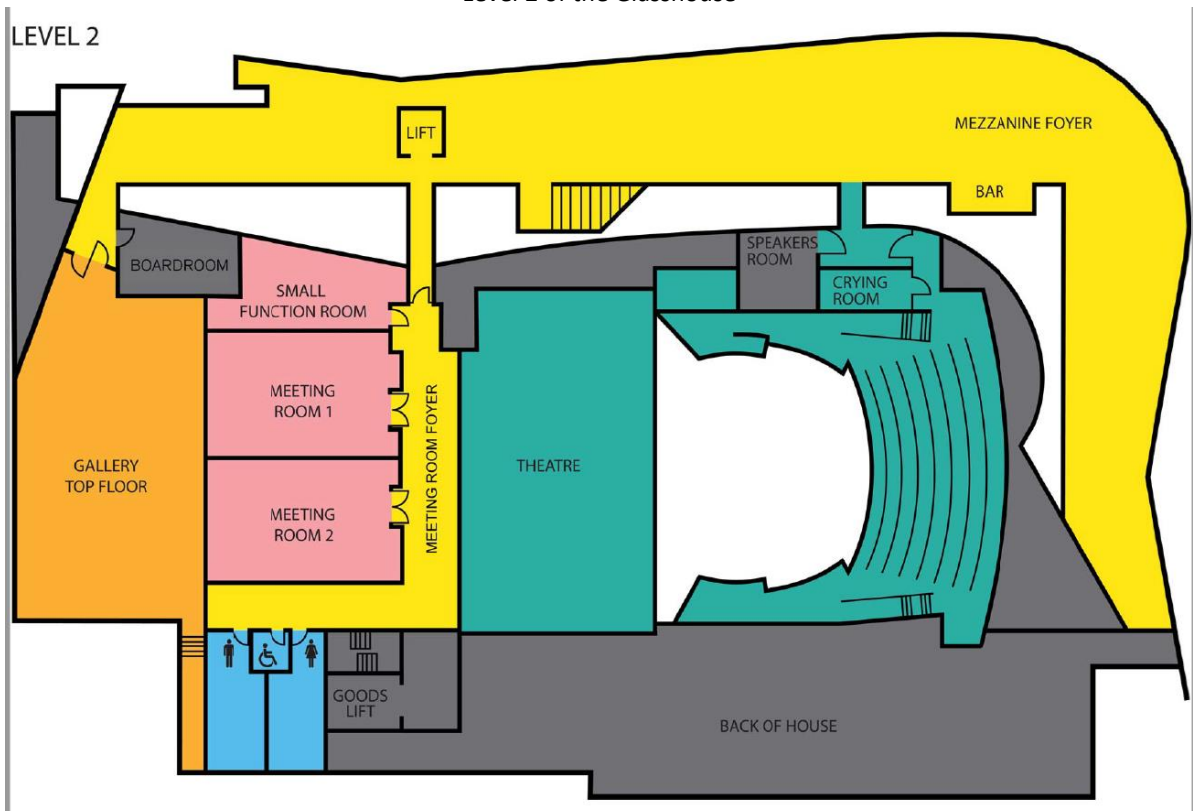 LEVEL 2
LIFT
MEZZANINE FOYER
BAR
BOARDROOM
SPEAKERS
ROOM
SMALL
FUNCTION ROOM
CRYING
ROOM
MEETING
ROOM 1
MEETING ROOM FOYER
GALLERY
TOP FLOOR
THEATRE
MEETING
ROOM 2
GOODS
LIFT
BACK OF HOUSE